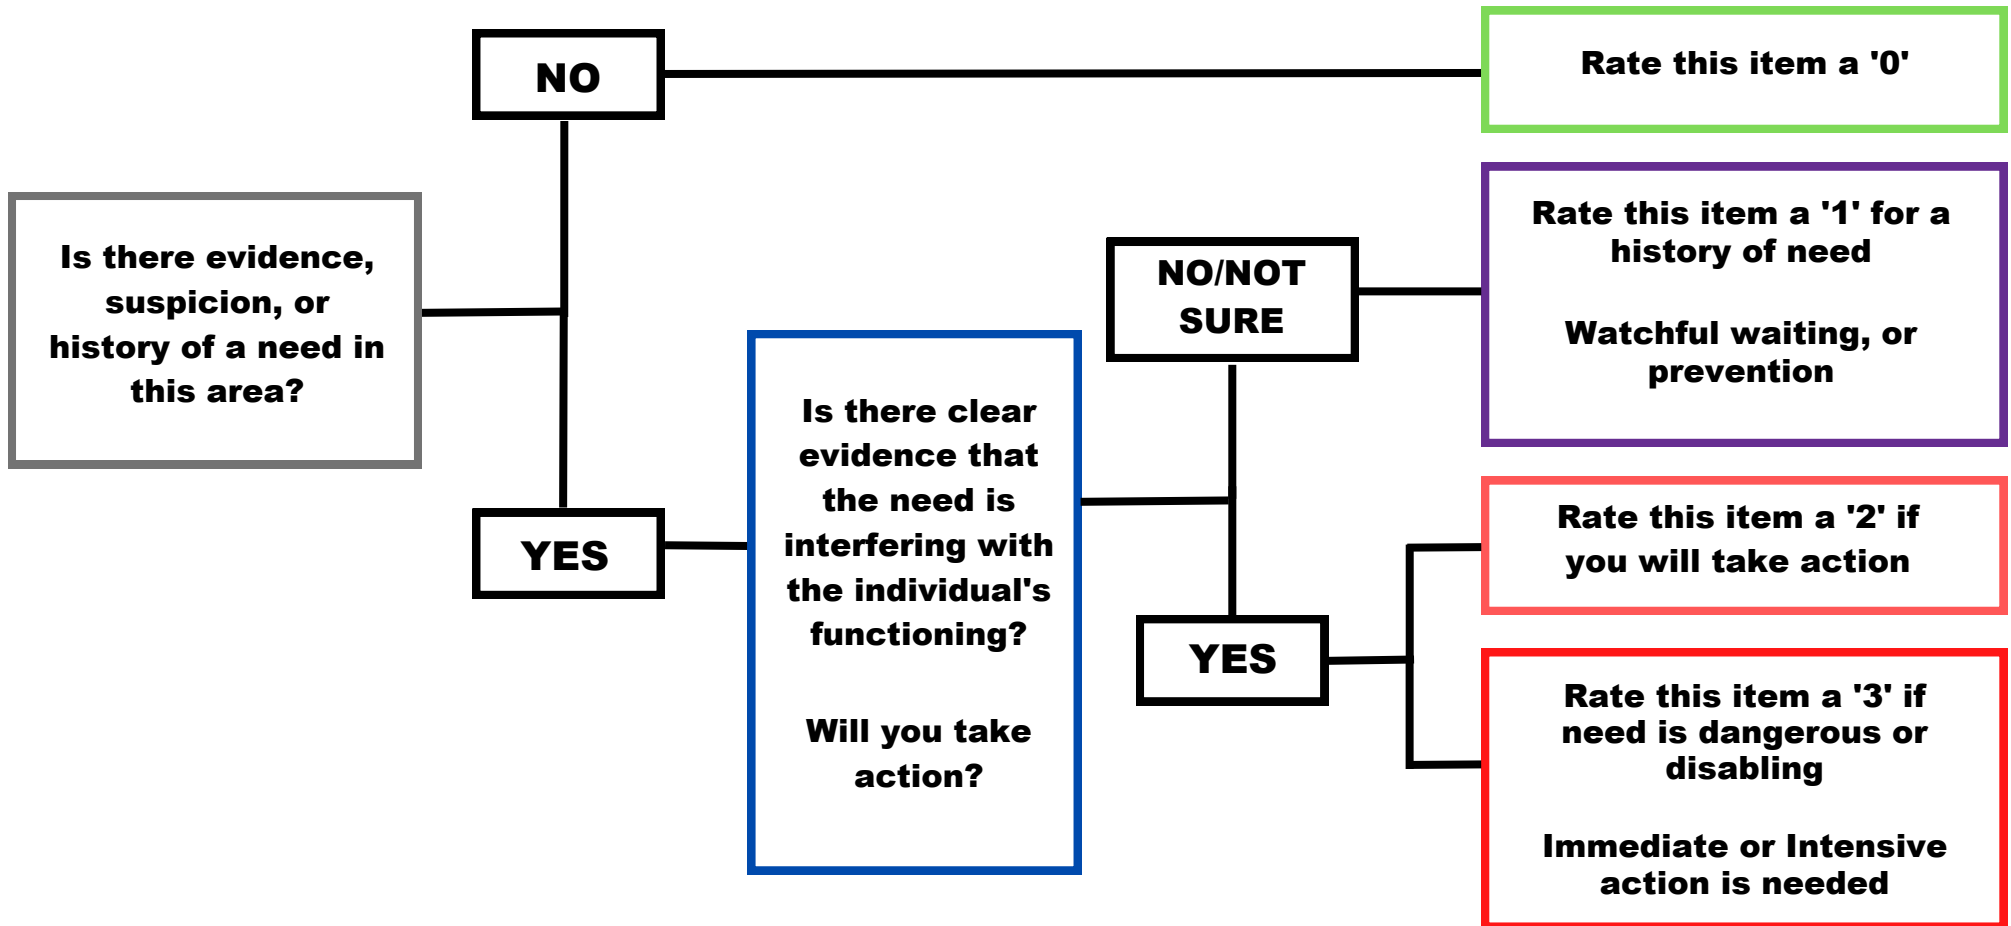 Is there evidence,
suspicion, or
history of a need in
this area?
NO
YES
Is there clear
evidence that
the need is
interfering with
the individual's
functioning?
Will you take
action?
NO/NOT
SURE
YES
Rate this item a '0'
Rate this item a '1' for a
history of need
Watchful waiting, or
prevention
Rate this item a '2' if
you will take action
Rate this item a '3' if
need is dangerous or
disabling
Immediate or Intensive
action is needed